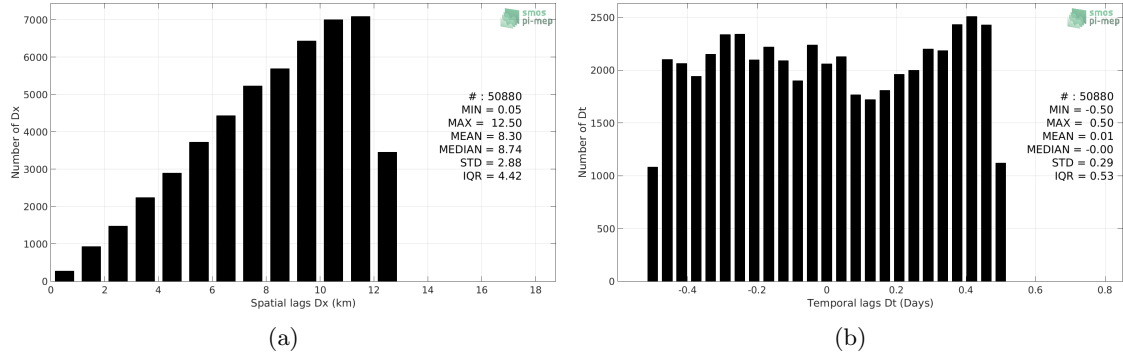 7000
6000
5000
4000
3000
2000
1000
0
Number of Dx
0 2 4 6 8 10 12 14 16 18
Spatial lags Dx (km)
smos
pi-mep
# : 50880
MIN = 0.05
MAX = 12.50
MEAN = 8.30
MEDIAN = 8.74
STD = 2.88
IQR = 4.42
(a)
2500
2000
1500
1000
500
0
Number of Dt
-0.4 -0.2 0 0.2 0.4 0.6 0.8
Temporal lags Dt (Days)
smos
pi-mep
# : 50880
MIN = -0.50
MAX = 0.50
MEAN = 0.01
MEDIAN = -0.00
STD = 0.29
IQR = 0.53
(b)